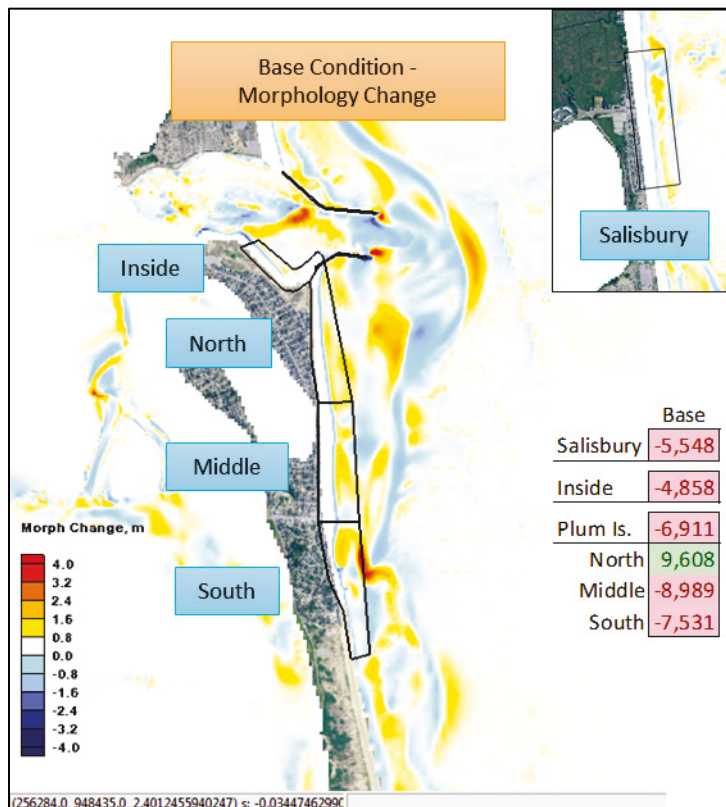 Base Condition -
Morphology Change
Salisbury
Inside
North
Middle
South
Base
Salisbury -5,548
Inside -4,858
Plum Is. -6,911
North 9,608
Middle -8,989
South -7,531
Morph Change, m
4.0
3.2
2.4
1.6
0.8
0.0
-0.8
-1.6
-2.4
-3.2
-4.0
(256284.0, 948435.0, 2.4012455940247) s: -0.0344746299